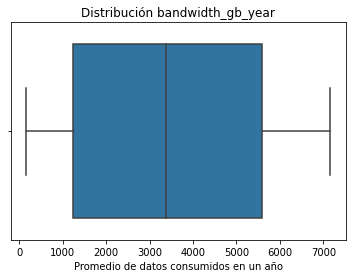 Distribución bandwidth_gb_year
0 1000 2000 3000 4000 5000 6000 7000
Promedio de datos consumidos en un año